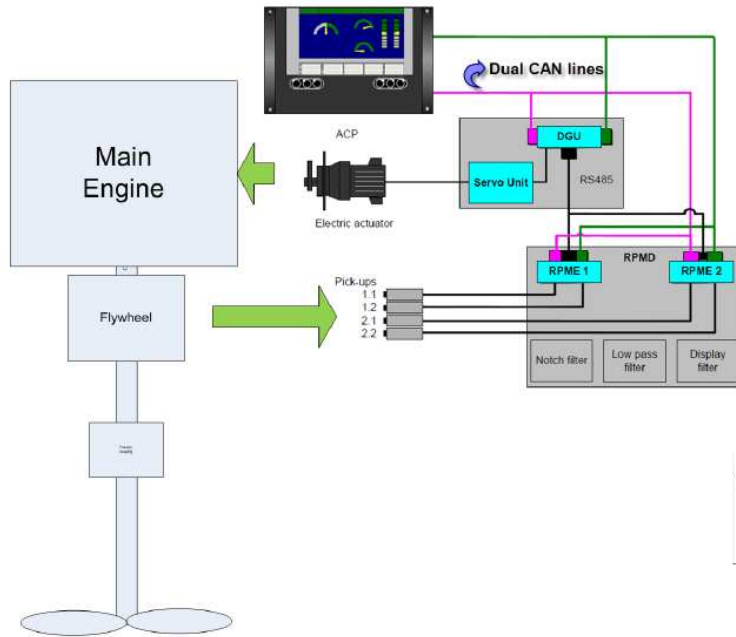 Dual CAN lines
ACP
DGU
Main
Engine
Servo Unit
RS485
Electric actuator
RPMD
RPME 1
RPME 2
Pick-ups
1.1
1.2
2.1
2.2
Flywheel
Notch filter
Low pass
filter
Display
filter